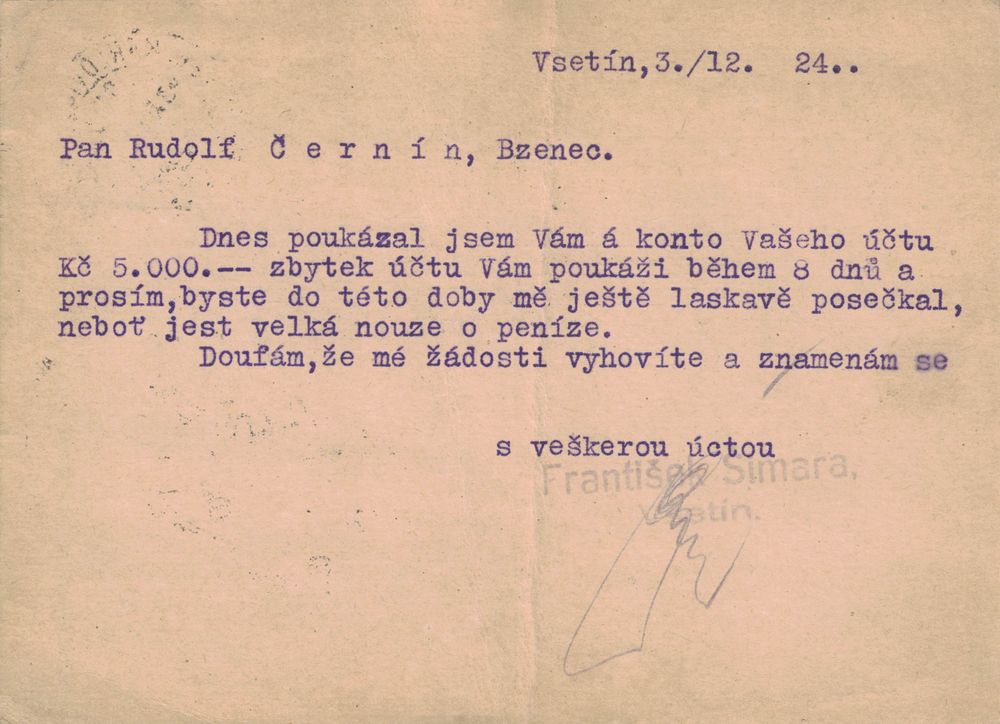 Vsetín,3./12. 24..
Pan Rudolf Č e r n í n, Bzenec.
Dnes poukázal jsem Vám á konto Vašeho účtu
Kč 5.000.-- zbytek účtu Vám poukáži během 8 dnů a
prosím,byste do této doby mě ještě laskavě posečkal,
neboť jest velká nouze o peníze.
Doufám,že mé žádosti vyhovíte a znamenám se
s veškerou úctou
František Šimara,
Vsetín.